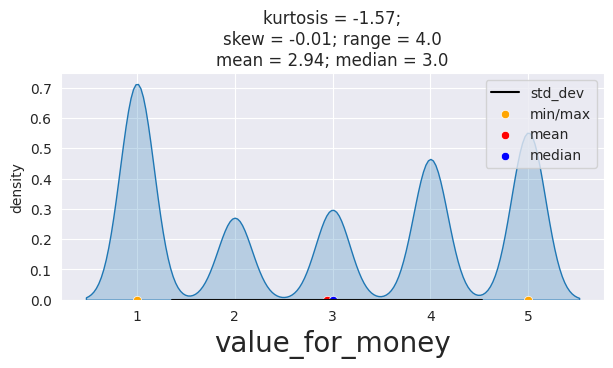 kurtosis = -1.57;
skew = -0.01; range = 4.0
mean = 2.94; median = 3.0
density
0.7
0.6
0.5
0.4
0.3
0.2
0.1
0.0
std_dev
min/max
mean
median
1 2 3 4 5
value_for_money